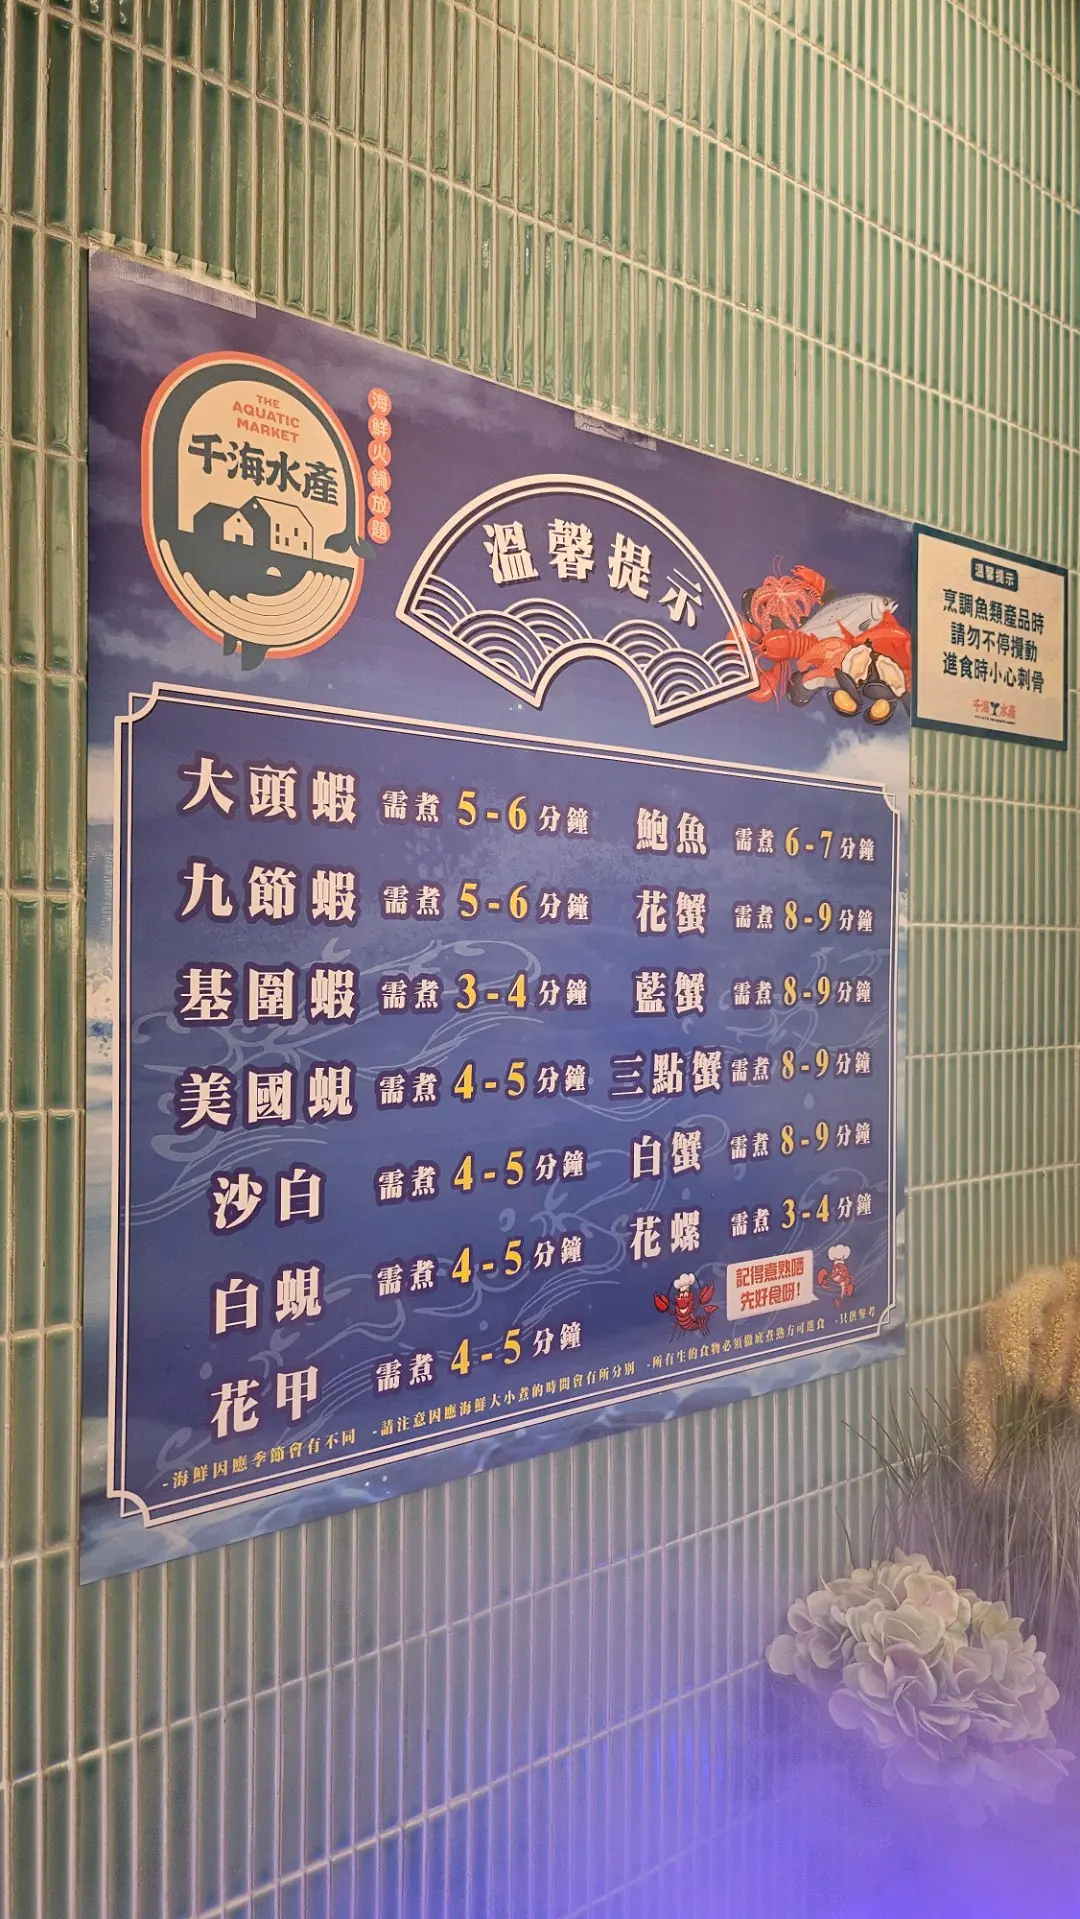 THE
AQUATIC
MARKET
千海水產
海鮮火鍋放題
溫馨提示
大頭蝦 需煮 5-6 分鐘
九節蝦 需煮 5-6 分鐘
基圍蝦 需煮 3-4 分鐘
美國蜆 需煮 4-5 分鐘
沙白 需煮 4-5 分鐘
白蜆 需煮 4-5 分鐘
花甲 需煮 4-5 分鐘
鮑魚 需煮 6-7 分鐘
花蟹 需煮 8-9 分鐘
藍蟹 需煮 8-9 分鐘
三點蟹 需煮 8-9 分鐘
白蟹 需煮 8-9 分鐘
花螺 需煮 3-4 分鐘
記得煮熟晒
先好食呀!
-海鮮因應季節會有不同 -請注意因應海鮮大小煮的時間會有所分別 -所有生的食物必須徹底煮熟方可進食 -只供參考
溫馨提示
烹調魚類產品時
請勿不停攪動
進食時小心刺骨
千海水產